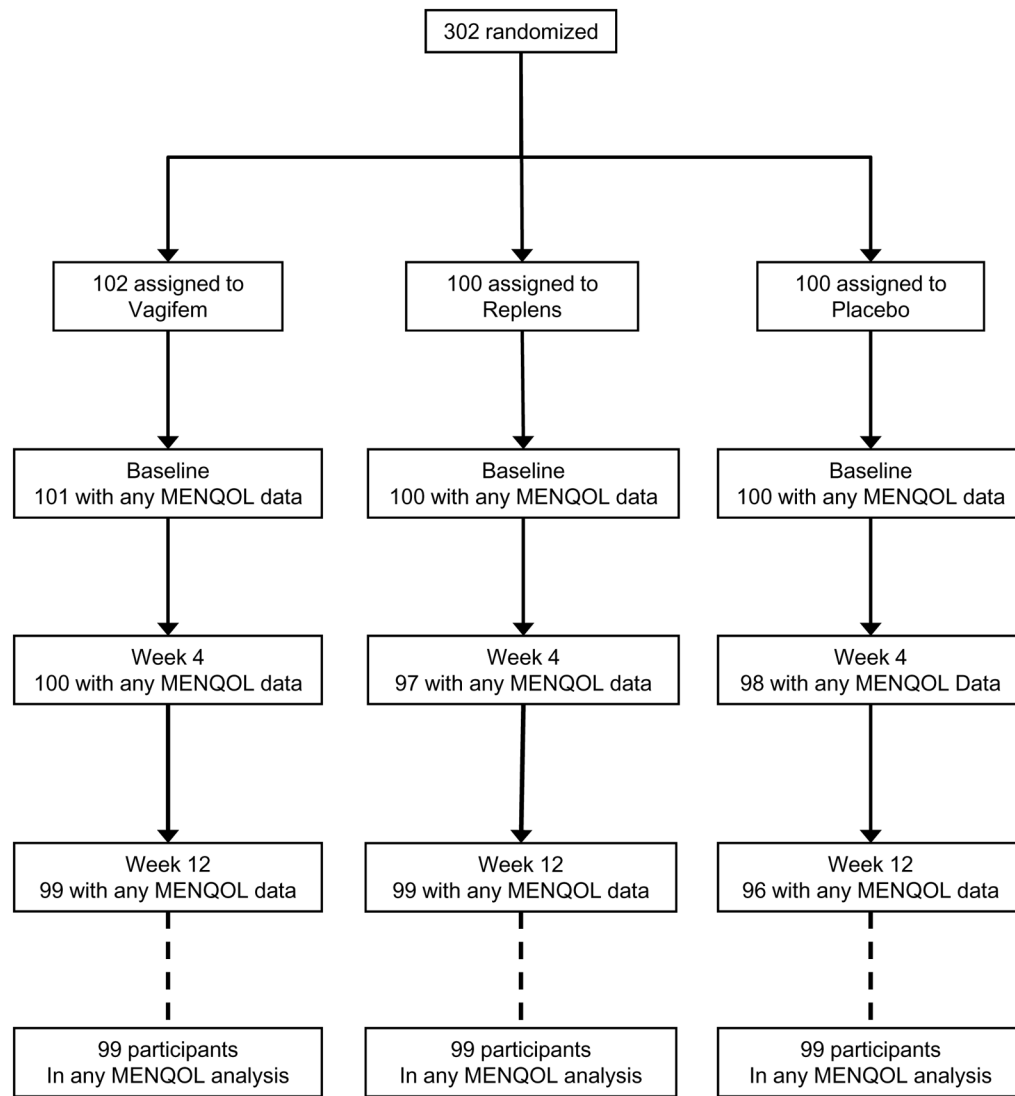 302 randomized
102 assigned to
Vagifem
100 assigned to
Replens
100 assigned to
Placebo
Baseline
101 with any MENQOL data
Baseline
100 with any MENQOL data
Baseline
100 with any MENQOL data
Week 4
100 with any MENQOL data
Week 4
97 with any MENQOL data
Week 4
98 with any MENQOL Data
Week 12
99 with any MENQOL data
Week 12
99 with any MENQOL data
Week 12
96 with any MENQOL data
99 participants
In any MENQOL analysis
99 participants
In any MENQOL analysis
99 participants
In any MENQOL analysis